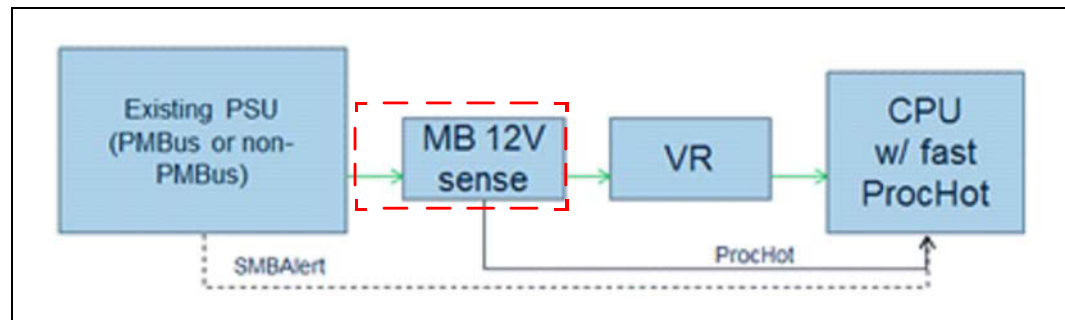 Existing PSU
(PMBus or non-
PMBus)
MB 12V
sense
VR
CPU
w/ fast
ProcHot
SMBAlert
ProcHot